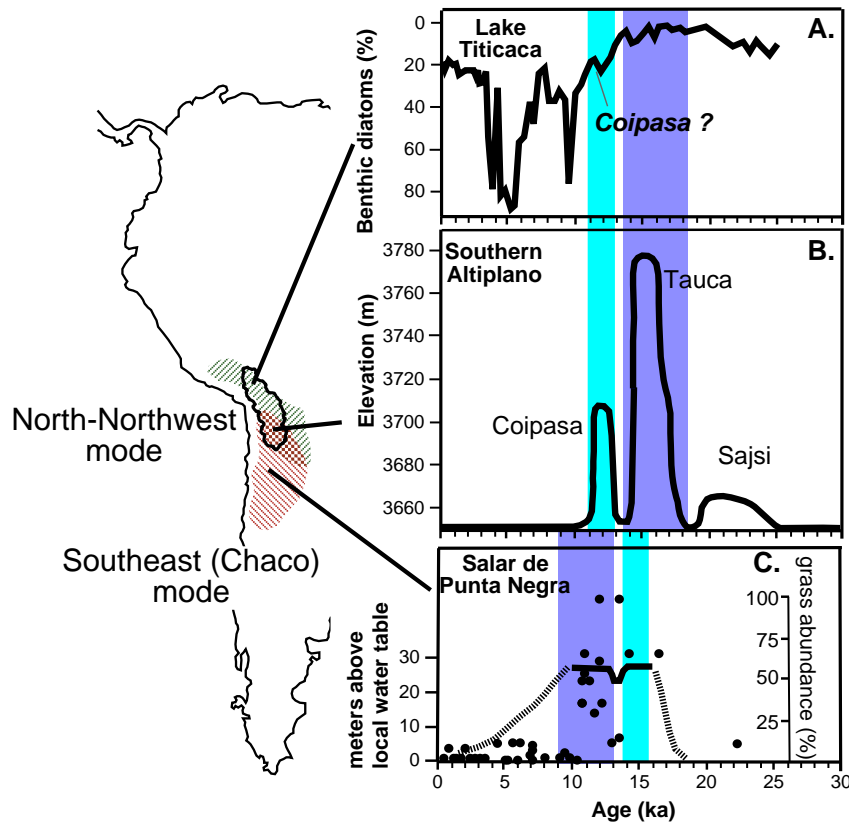 Lake
Titicaca
A.
Benthic diatoms (%)
0
20
40
60
80
Coipasa ?
Southern
Altiplano
B.
Elevation (m)
3780
3760
3740
3720
3700
3680
3660
Tauca
Coipasa
Sajsi
North-Northwest
mode
Southeast (Chaco)
mode
Salar de
Punta Negra
C.
meters above
local water table
30
20
10
0
grass abundance
(%)
100
75
50
25
0
5
10
15
20
25
30
Age (ka)